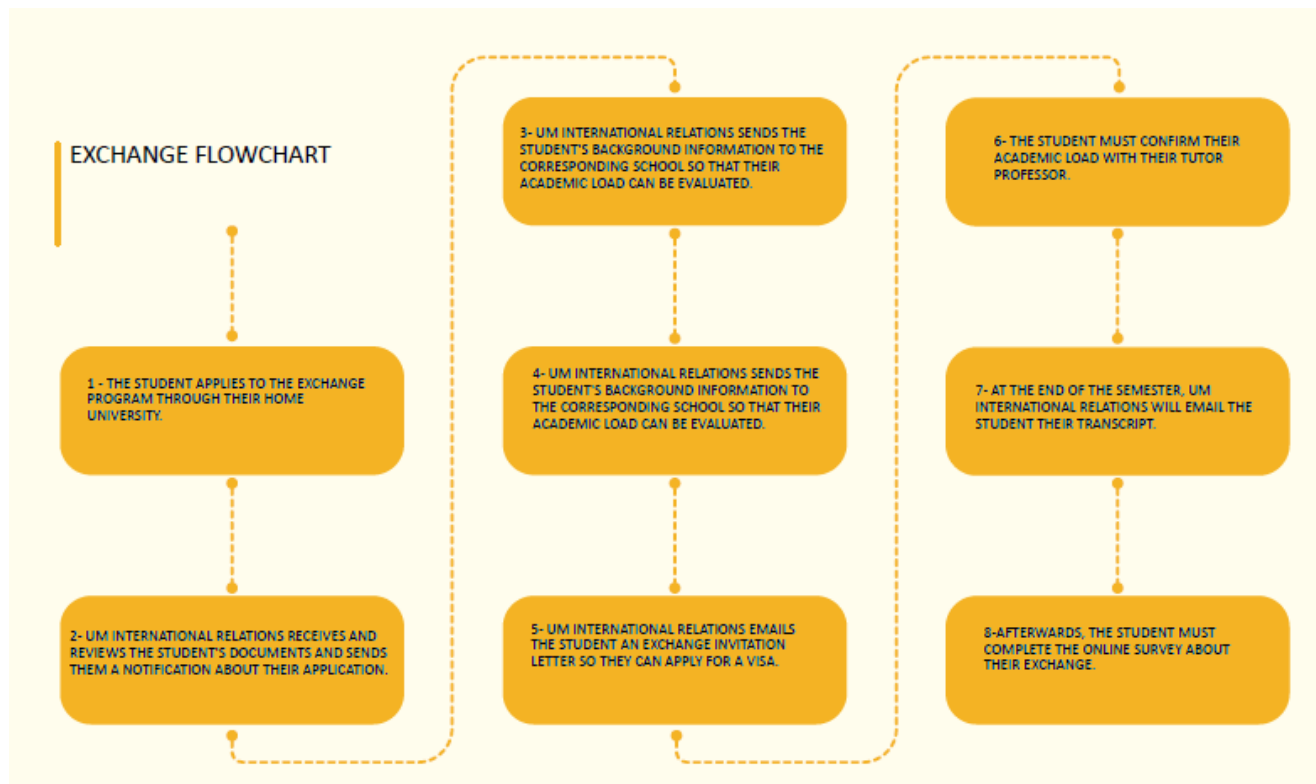 EXCHANGE FLOWCHART
1 - THE STUDENT APPLIES TO THE EXCHANGE
PROGRAM THROUGH THEIR HOME
UNIVERSITY.
2- UM INTERNATIONAL RELATIONS RECEIVES AND
REVIEWS THE STUDENT'S DOCUMENTS AND SENDS
THEM A NOTIFICATION ABOUT THEIR APPLICATION.
3- UM INTERNATIONAL RELATIONS SENDS THE
STUDENT'S BACKGROUND INFORMATION TO THE
CORRESPONDING SCHOOL SO THAT THEIR
ACADEMIC LOAD CAN BE EVALUATED.
4- UM INTERNATIONAL RELATIONS SENDS THE
STUDENT'S BACKGROUND INFORMATION TO
THE CORRESPONDING SCHOOL SO THAT THEIR
ACADEMIC LOAD CAN BE EVALUATED.
5- UM INTERNATIONAL RELATIONS EMAILS
THE STUDENT AN EXCHANGE INVITATION
LETTER SO THEY CAN APPLY FOR A VISA.
6- THE STUDENT MUST CONFIRM THEIR
ACADEMIC LOAD WITH THEIR TUTOR
PROFESSOR.
7- AT THE END OF THE SEMESTER, UM
INTERNATIONAL RELATIONS WILL EMAIL THE
STUDENT THEIR TRANSCRIPT.
8-AFTERWARDS, THE STUDENT MUST
COMPLETE THE ONLINE SURVEY ABOUT
THEIR EXCHANGE.